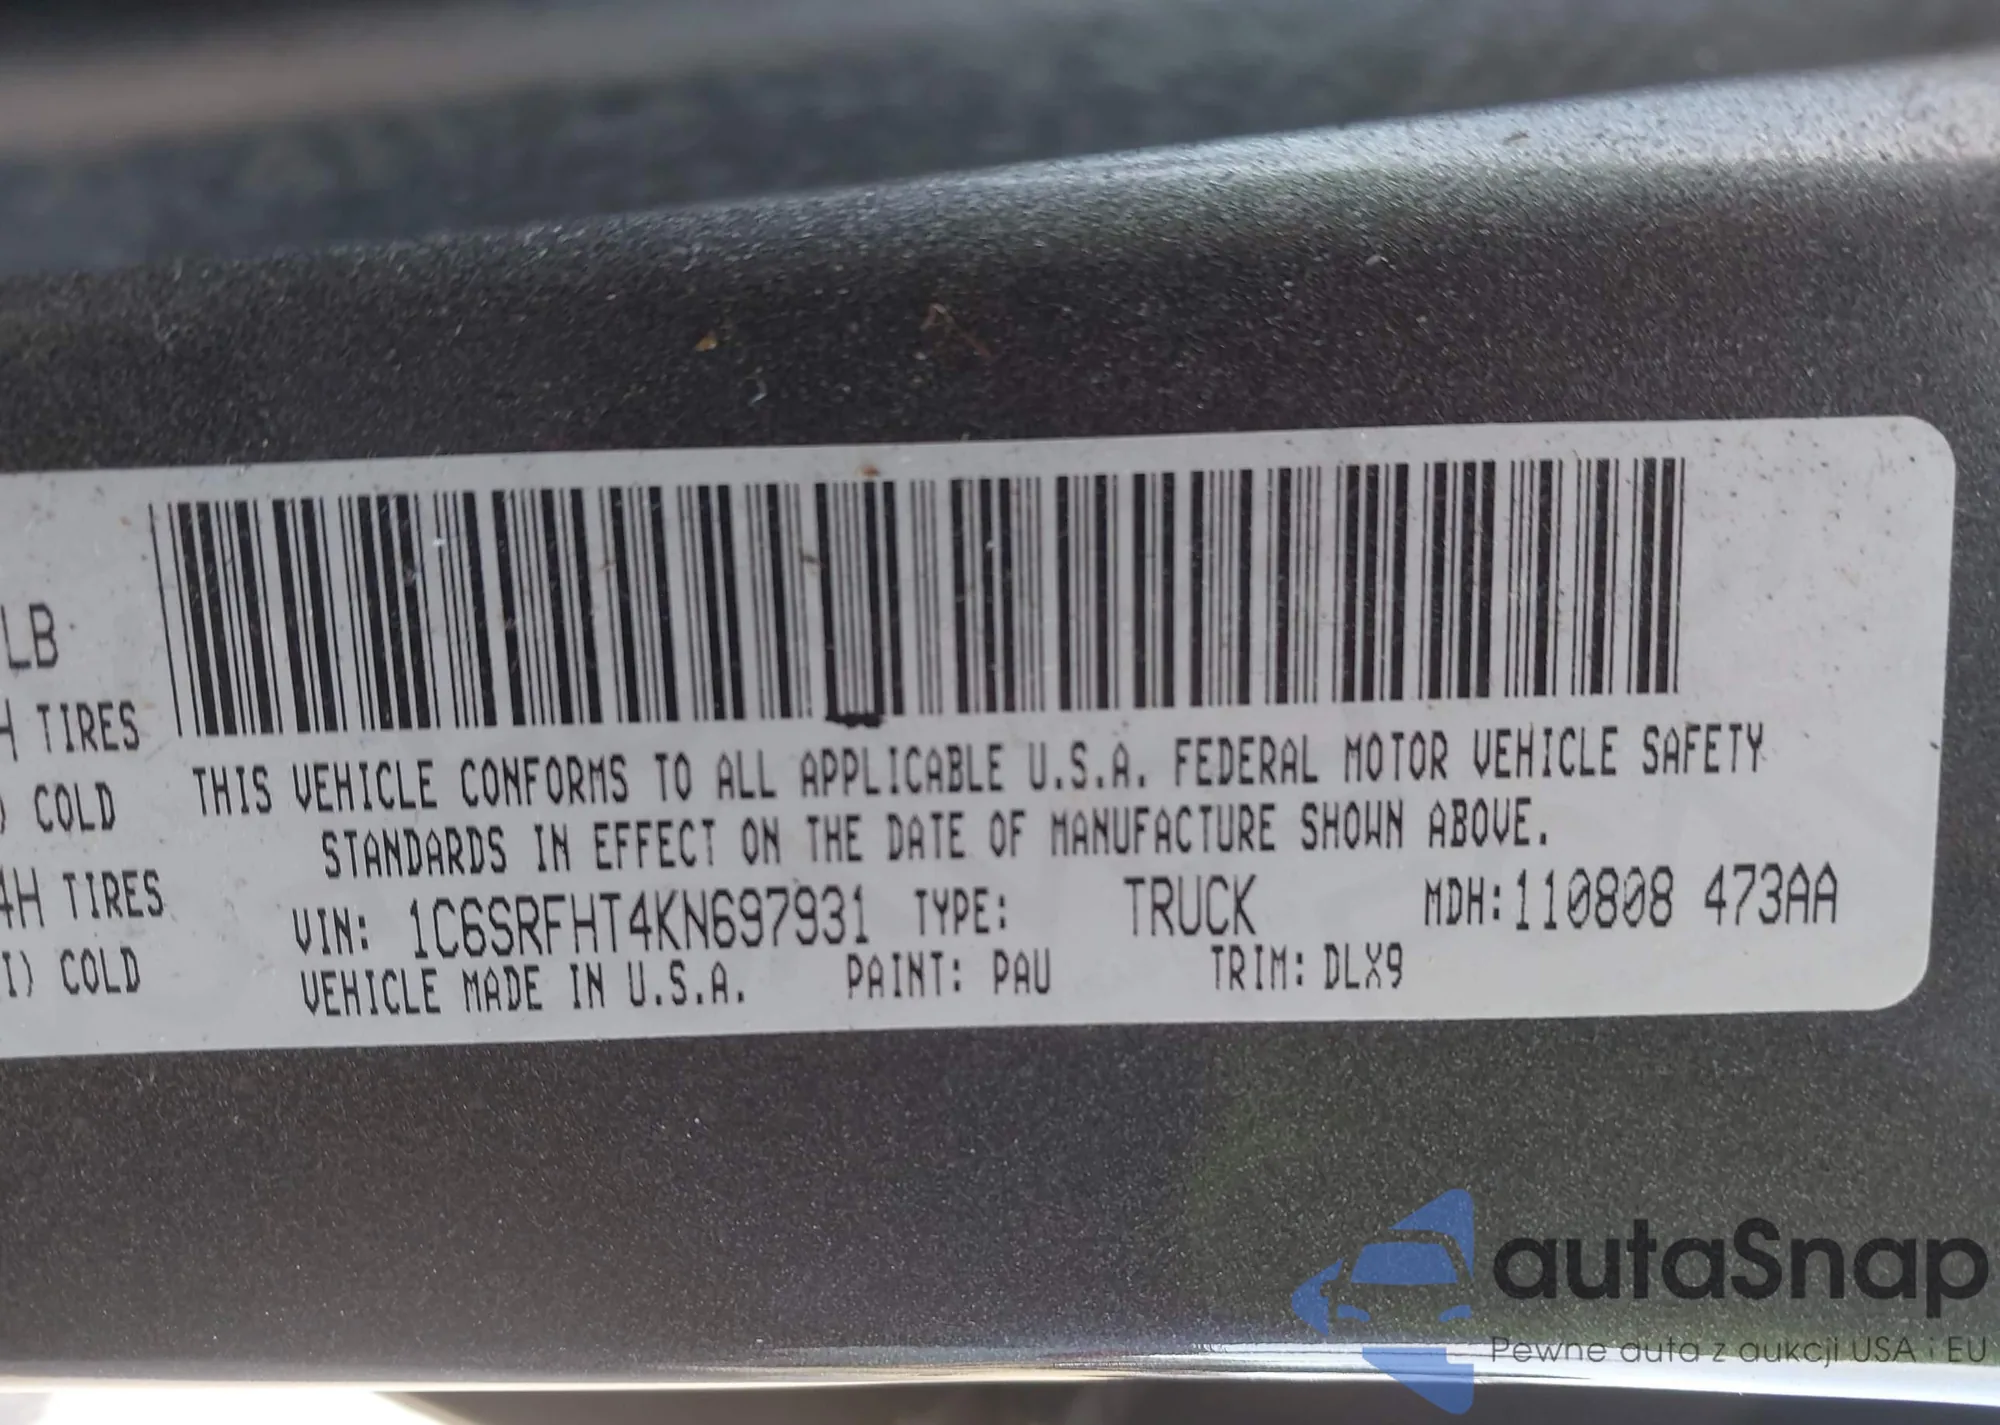 LB
H TIRES
) COLD
4H TIRES
I) COLD
THIS VEHICLE CONFORMS TO ALL APPLICABLE U.S.A. FEDERAL MOTOR VEHICLE SAFETY
STANDARDS IN EFFECT ON THE DATE OF MANUFACTURE SHOWN ABOVE.
VIN: 1C6SRFHT4KN697931 TYPE: TRUCK MDH:110808 473AA
VEHICLE MADE IN U.S.A. PAINT: PAU TRIM: DLX9
autaSnap
Pewne auta z aukcji USA i EU